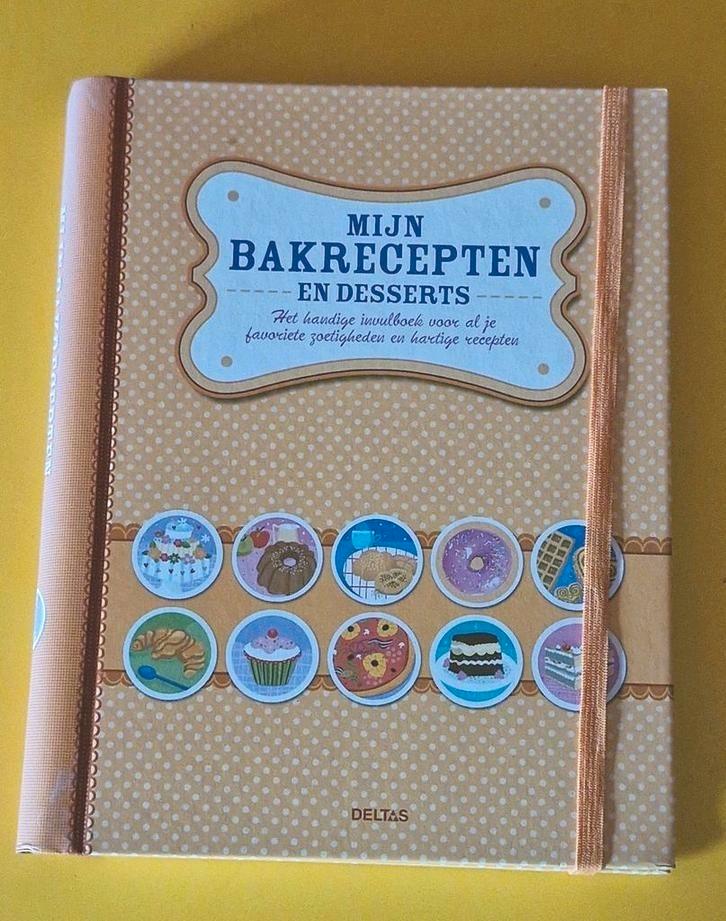 MIJN
BAKRECEPTEN
EN DESSERTS
Het handige invulboek voor al je
favoriete zoetigheden en hartige recepten
DELTAS